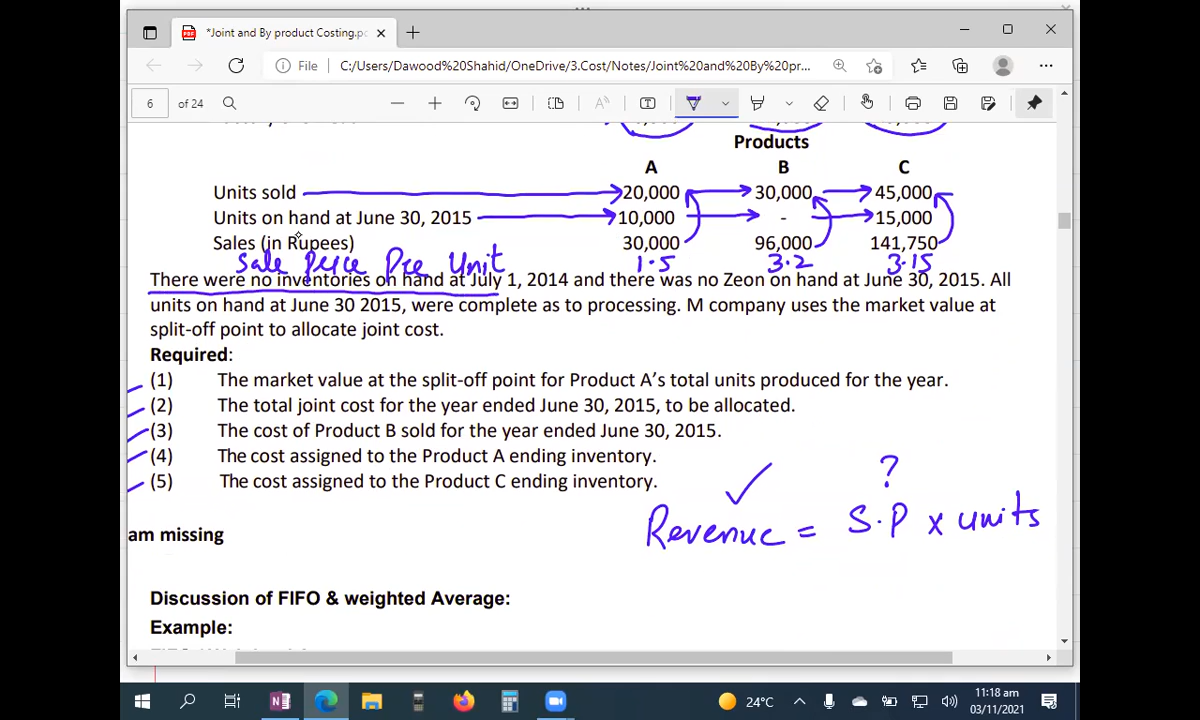 *Joint and By product Costing.pc
File C:/Users/Dawood%20Shahid/OneDrive/3.Cost/Notes/Joint%20and%20By%20pr...
6 of 24
Products
A B C
Units sold 20,000 30,000 45,000
Units on hand at June 30, 2015 10,000 - 15,000
Sales (in Rupees) 30,000 96,000 141,750
Sale Price Per Unit 1.5 3.2 3.15
There were no inventories on hand at July 1, 2014 and there was no Zeon on hand at June 30, 2015. All
units on hand at June 30 2015, were complete as to processing. M company uses the market value at
split-off point to allocate joint cost.
Required:
(1) The market value at the split-off point for Product A's total units produced for the year.
(2) The total joint cost for the year ended June 30, 2015, to be allocated.
(3) The cost of Product B sold for the year ended June 30, 2015.
(4) The cost assigned to the Product A ending inventory.
(5) The cost assigned to the Product C ending inventory.
?
Revenue = S.P x units
am missing
Discussion of FIFO & weighted Average:
Example:
24°C
11:18 am
03/11/2021